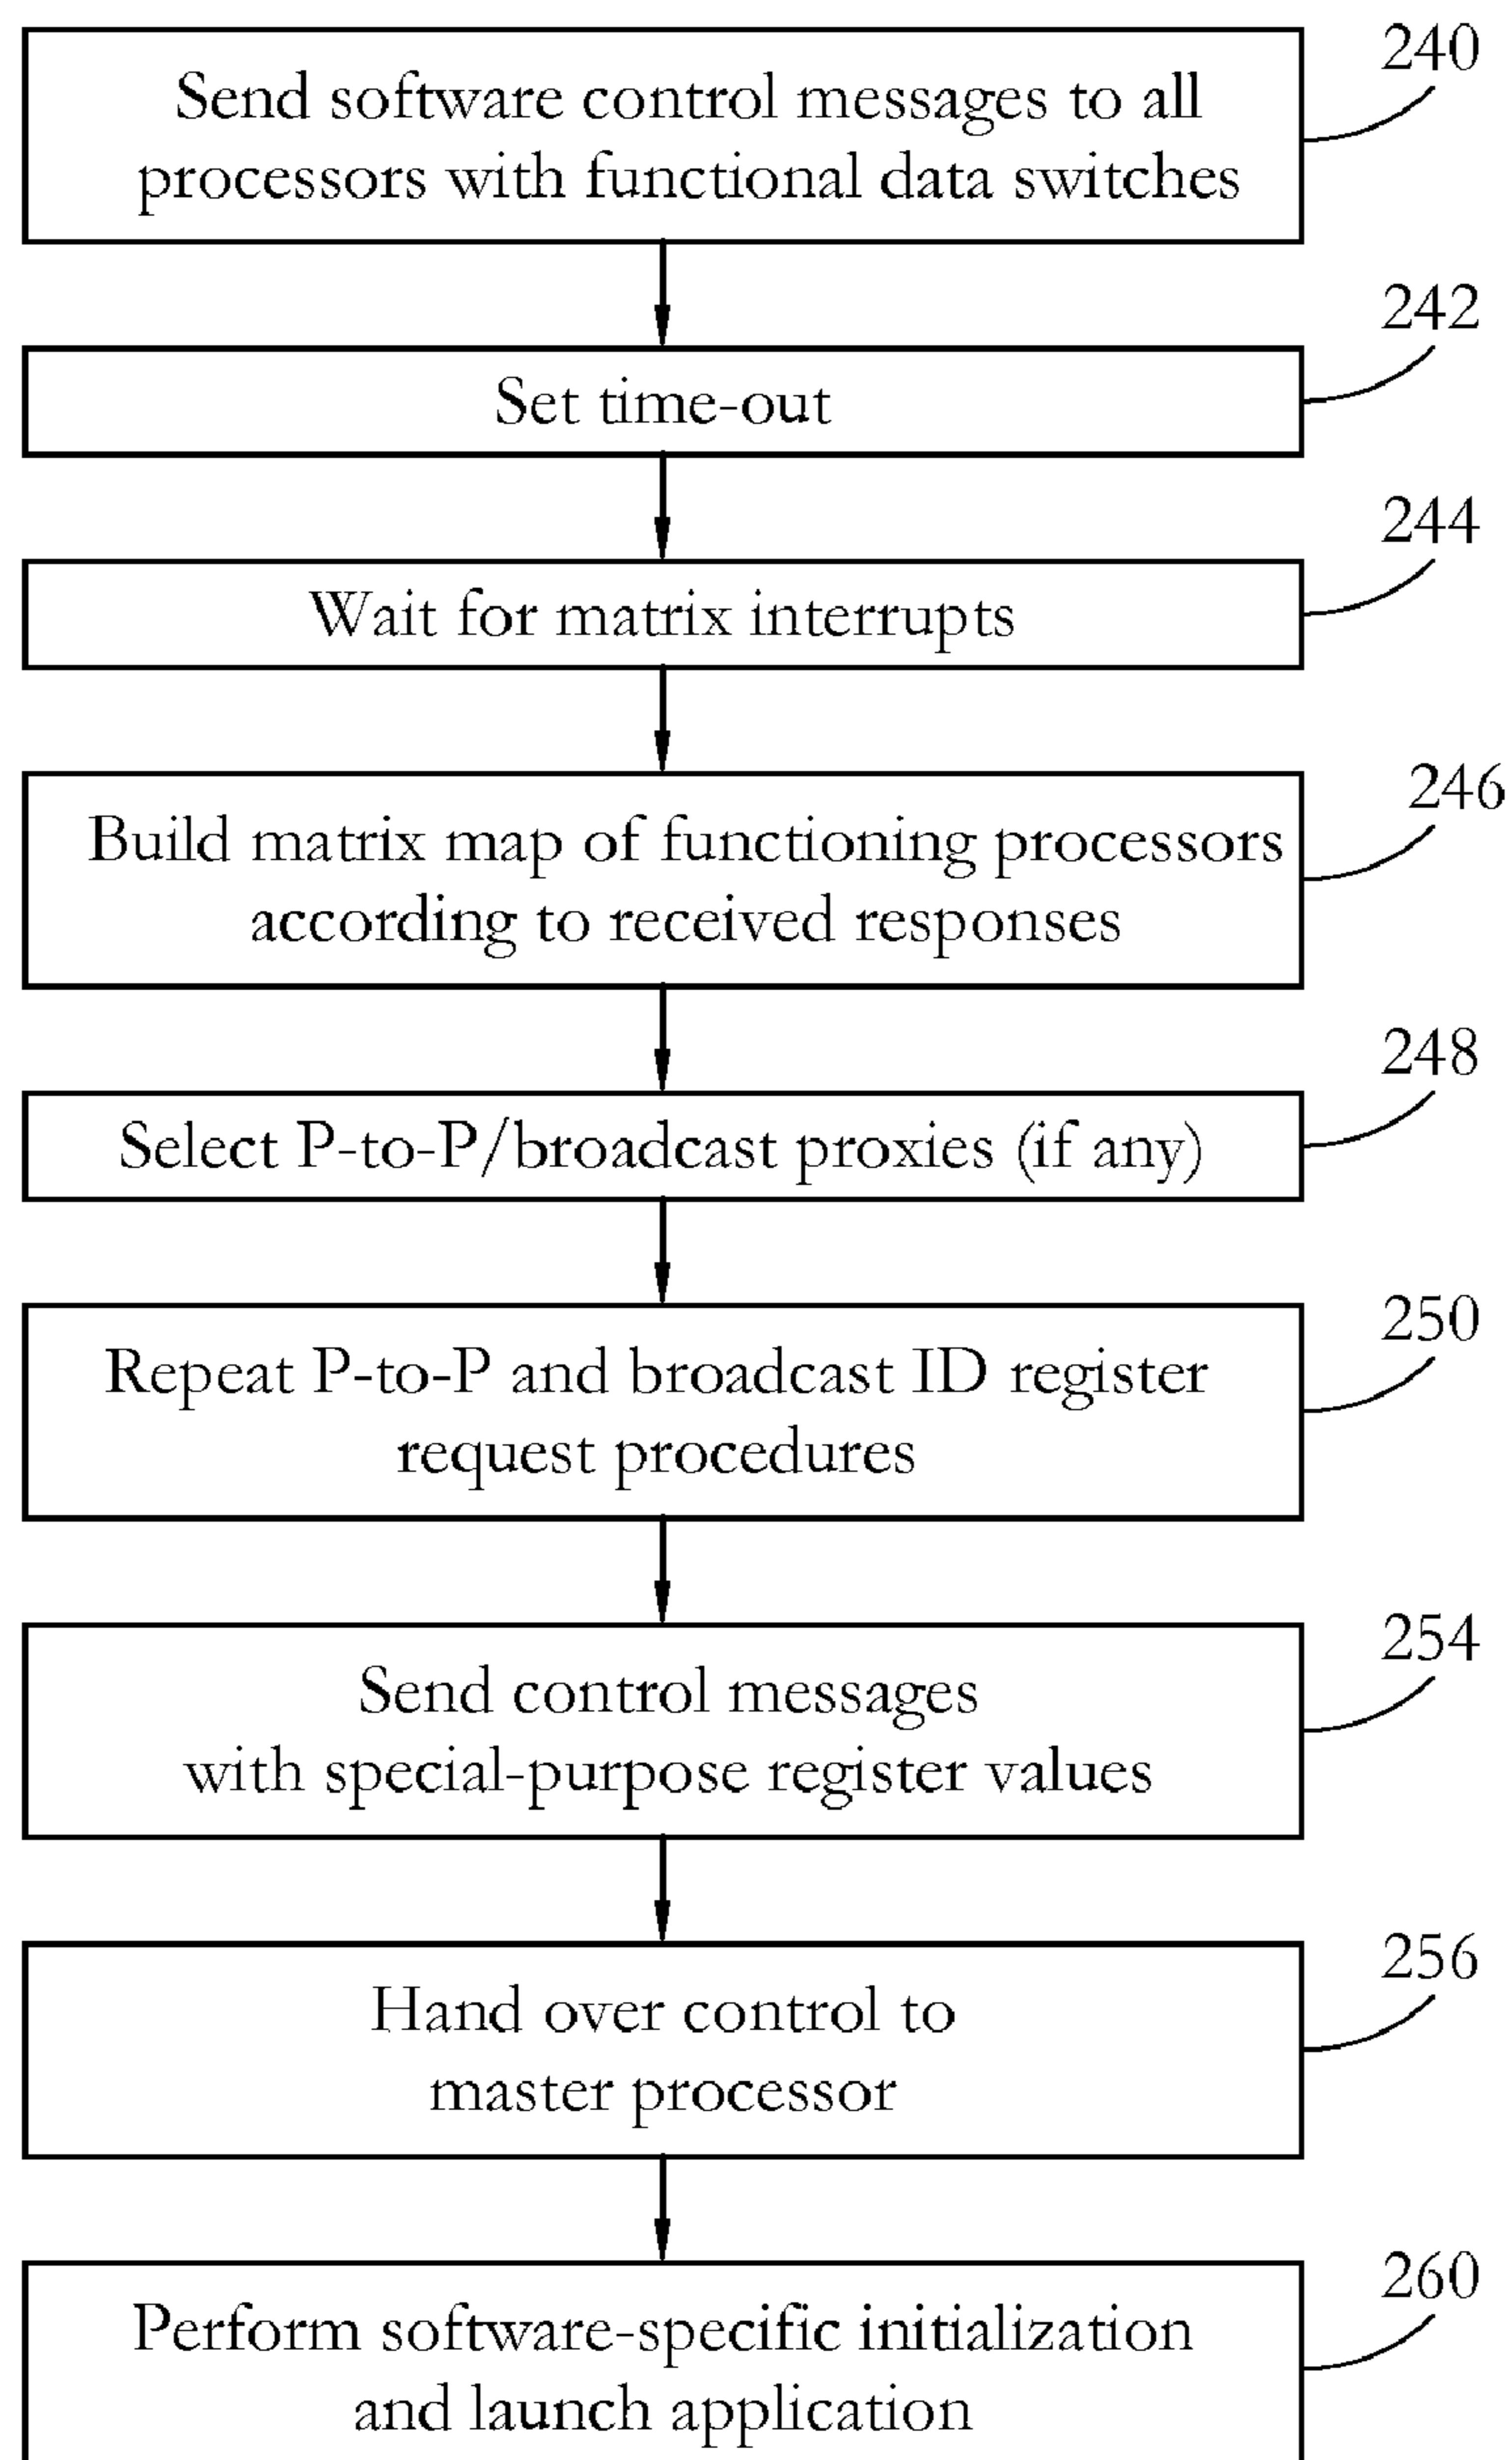 240
Send software control messages to all
processors with functional data switches
242
Set time-out
244
Wait for matrix interrupts
246
Build matrix map of functioning processors
according to received responses
248
Select P-to-P/broadcast proxies (if any)
250
Repeat P-to-P and broadcast ID register
request procedures
254
Send control messages
with special-purpose register values
256
Hand over control to
master processor
260
Perform software-specific initialization
and launch application